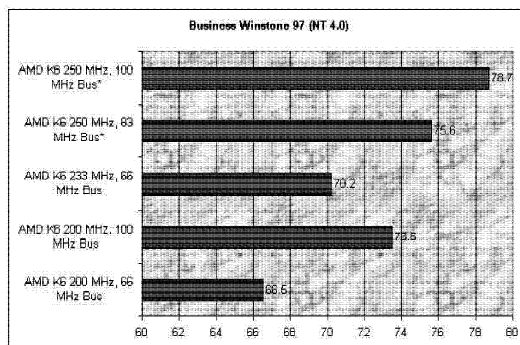 Business Winstone 97 (NT 4.0)
AMD K6 250 MHz, 100
MHz Bus*
78.7
AMD K6 250 MHz, 83
MHz Bus*
75.6
AMD K6 233 MHz, 66
MHz Bus
70.2
AMD K6 200 MHz, 100
MHz Bus
73.5
AMD K6 200 MHz, 66
MHz Bus
66.5
60 62 64 66 68 70 72 74 76 78 80